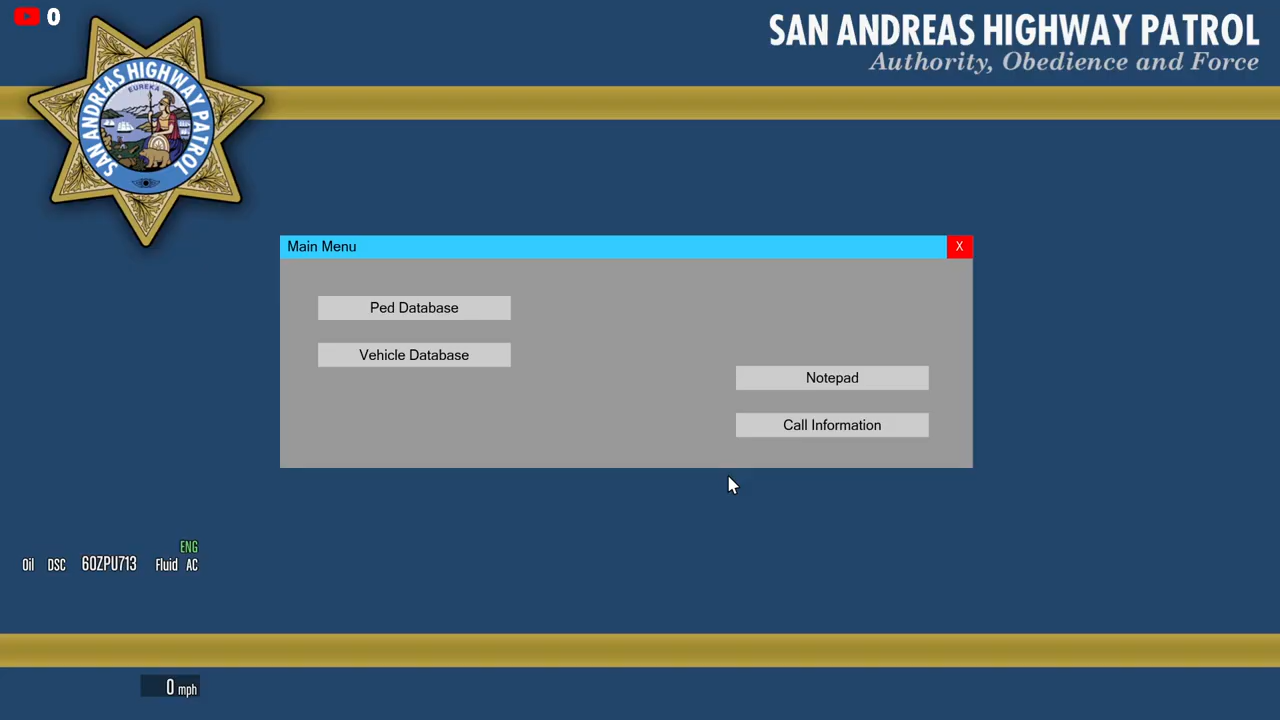 0
SAN ANDREAS HIGHWAY PATROL
Authority, Obedience and Force
SAN ANDREAS HIGHWAY PATROL
EUREKA
Main Menu
X
Ped Database
Vehicle Database
Notepad
Call Information
ENG
Oil DSC 60ZPU713 Fluid AC
0 mph